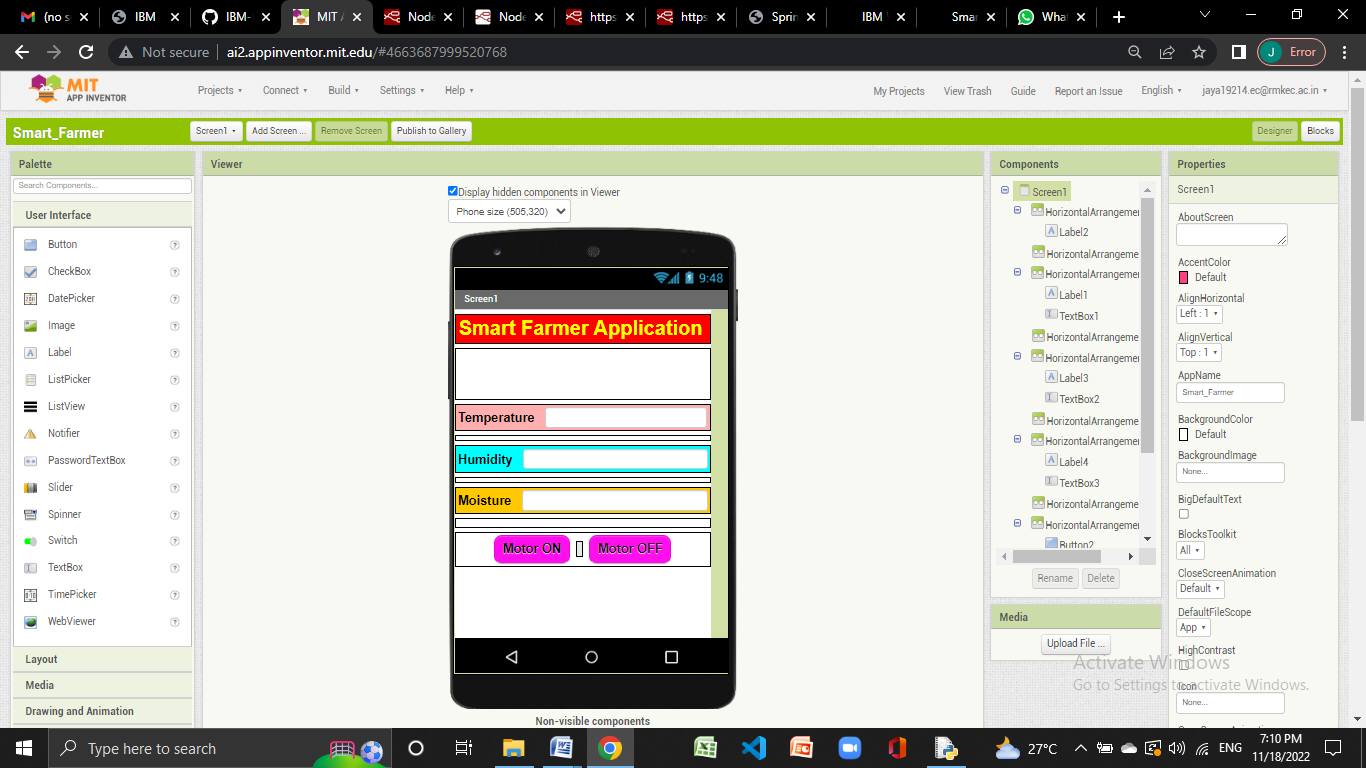 (no s
IBM
IBM-
MIT A
Node
Node
https
https
Sprin
IBM
Smar
What
Not secure
ai2.appinventor.mit.edu/#4663687999520768
J
Error
MIT
APP INVENTOR
Projects
Connect
Build
Settings
Help
My Projects
View Trash
Guide
Report an Issue
English
jaya19214.ec@rmkec.ac.in
Smart_Farmer
Screen1
Add Screen ...
Remove Screen
Publish to Gallery
Designer
Blocks
Palette
Search Components...
User Interface
Button
CheckBox
DatePicker
Image
Label
ListPicker
ListView
Notifier
PasswordTextBox
Slider
Spinner
Switch
TextBox
TimePicker
WebViewer
Layout
Media
Drawing and Animation
Viewer
Display hidden components in Viewer
Phone size (505,320)
9:48
Screen1
Smart Farmer Application
Temperature
Humidity
Moisture
Motor ON
Motor OFF
Non-visible components
Components
Screen1
HorizontalArrangeme
Label2
HorizontalArrangeme
HorizontalArrangeme
Label1
TextBox1
HorizontalArrangeme
HorizontalArrangeme
Label3
TextBox2
HorizontalArrangeme
HorizontalArrangeme
Label4
TextBox3
HorizontalArrangeme
HorizontalArrangeme
Button2
Rename
Delete
Media
Upload File ...
Properties
Screen1
AboutScreen
AccentColor
Default
AlignHorizontal
Left : 1
AlignVertical
Top : 1
AppName
Smart_Farmer
BackgroundColor
Default
BackgroundImage
None...
BigDefaultText
BlocksToolkit
All
CloseScreenAnimation
Default
DefaultFileScope
App
HighContrast
Icon
None...
Activate Windows
Go to Settings to activate Windows.
Type here to search
27°C
ENG
7:10 PM
11/18/2022